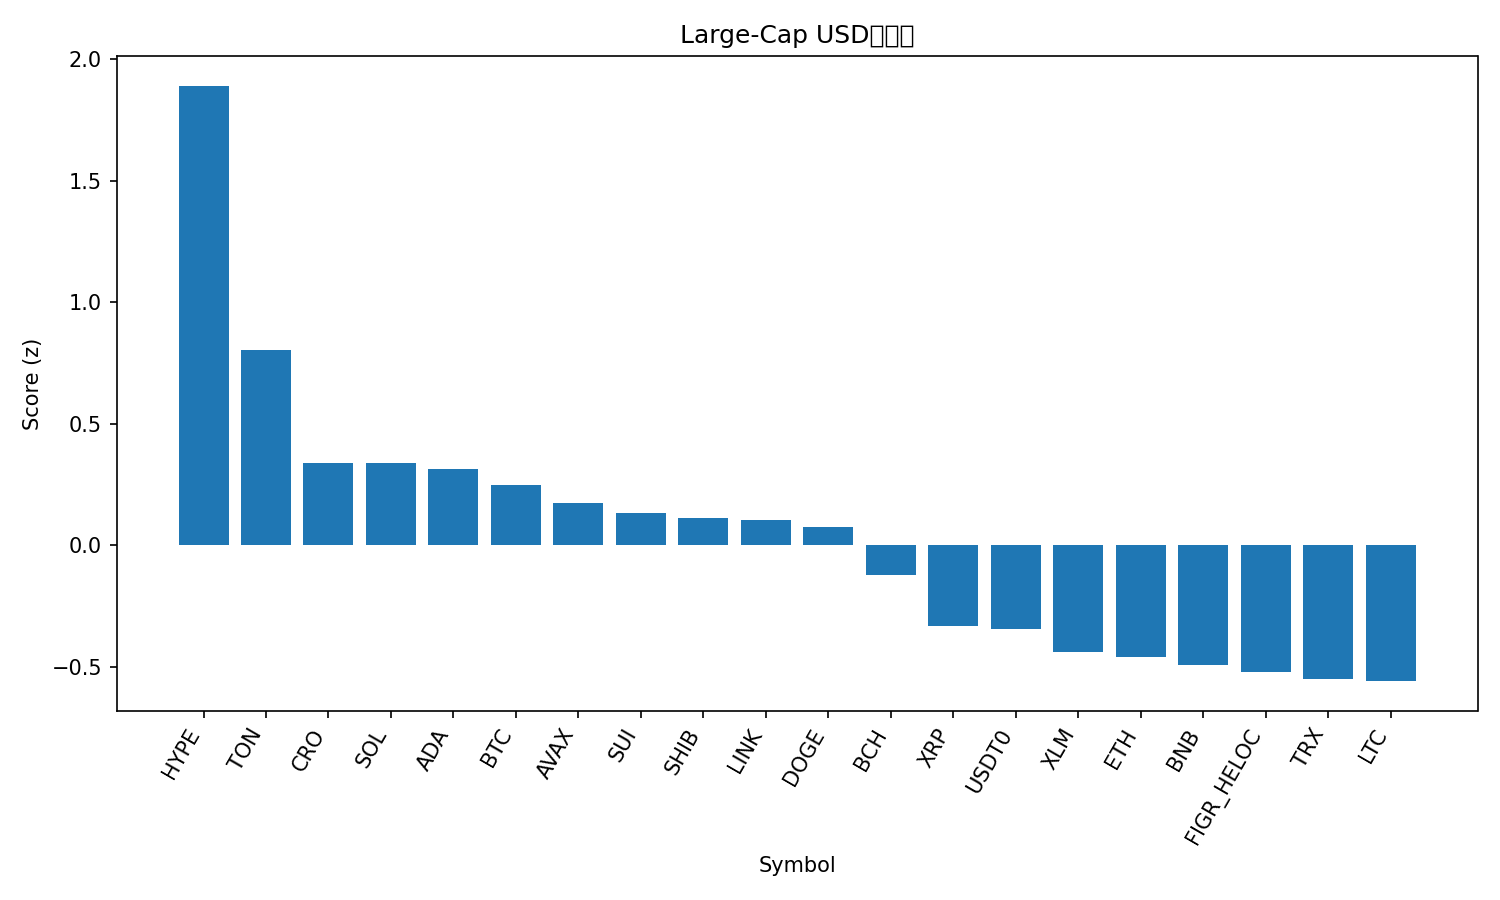 Large-Cap USD
2.0
1.5
1.0
0.5
0.0
−0.5
Score (z)
HYPE
TON
CRO
SOL
ADA
BTC
AVAX
SUI
SHIB
LINK
DOGE
BCH
XRP
USDT0
XLM
ETH
BNB
FIGR_HELOC
TRX
LTC
Symbol